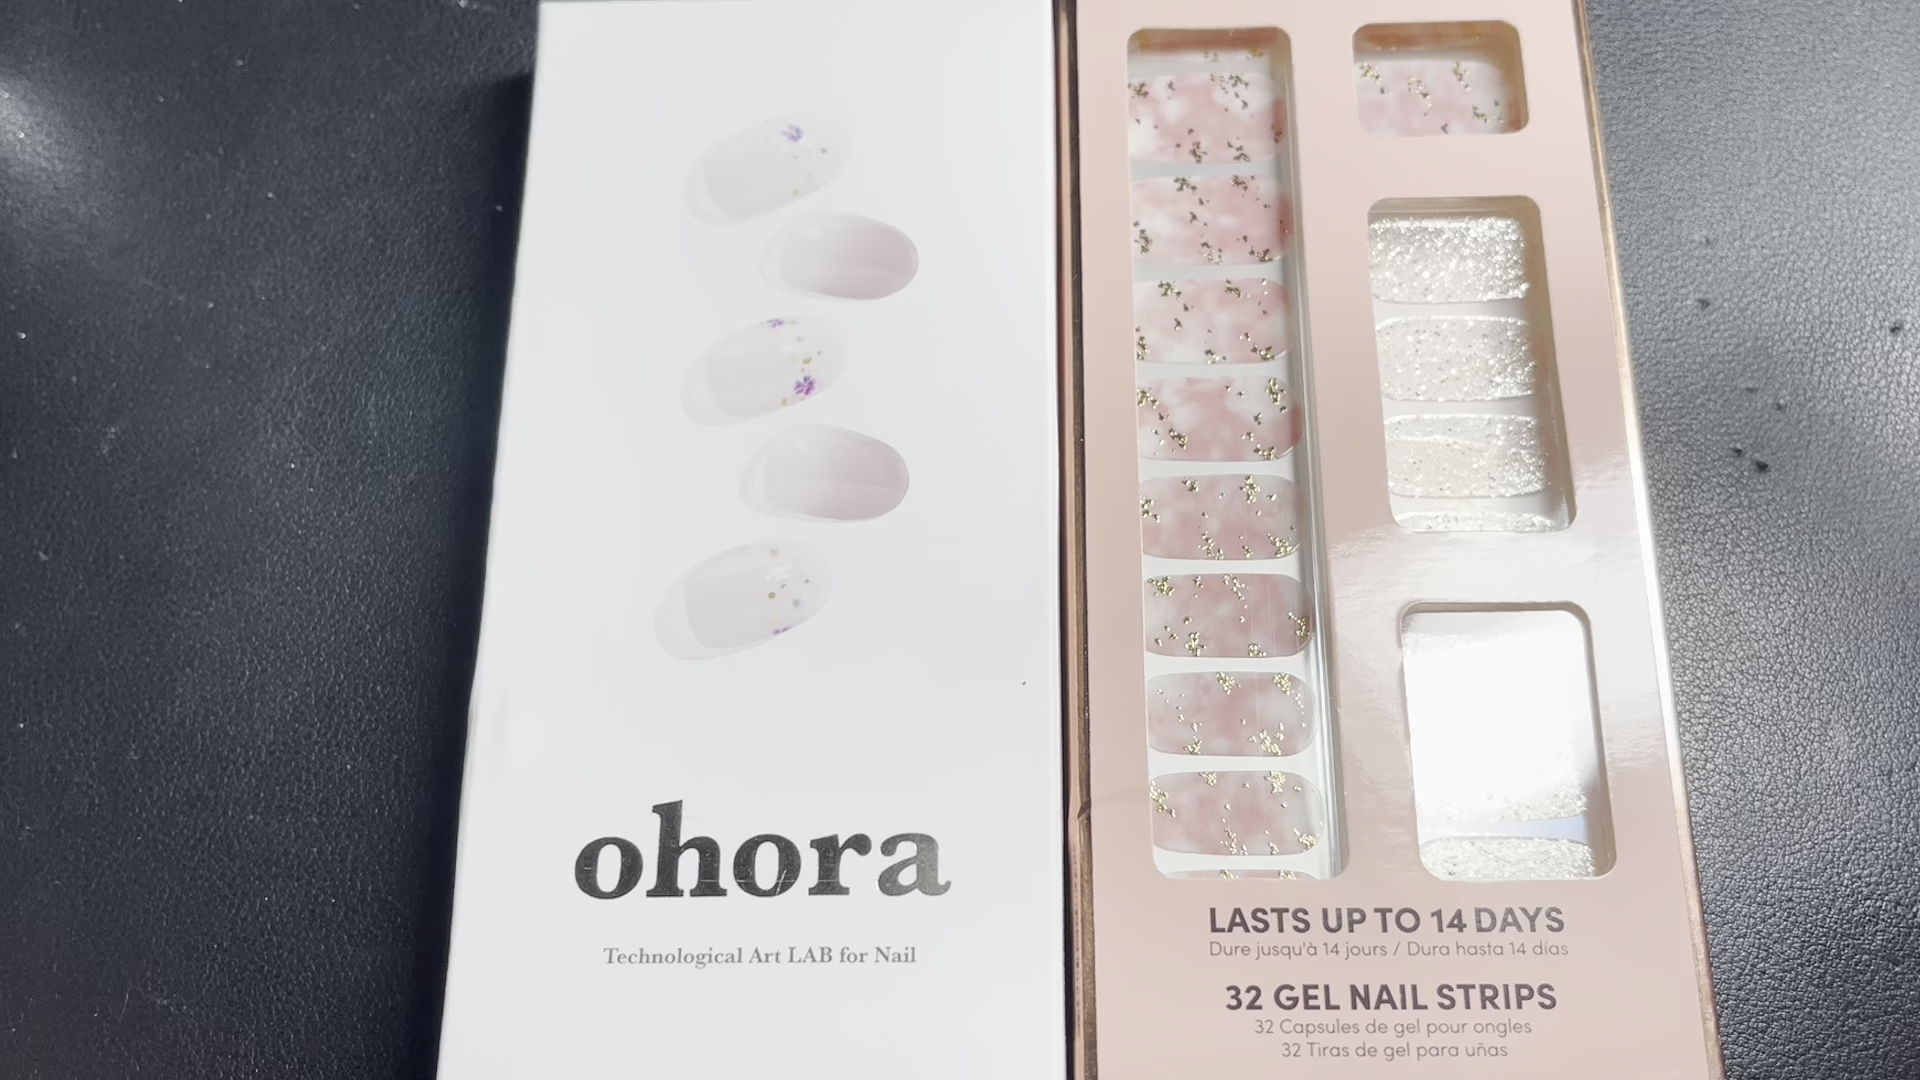 ohora
Technological Art LAB for Nail
LASTS UP TO 14 DAYS
Dure jusqu'à 14 jours / Dura hasta 14 días
32 GEL NAIL STRIPS
32 Capsules de gel pour ongles
32 Tiras de gel para uñas